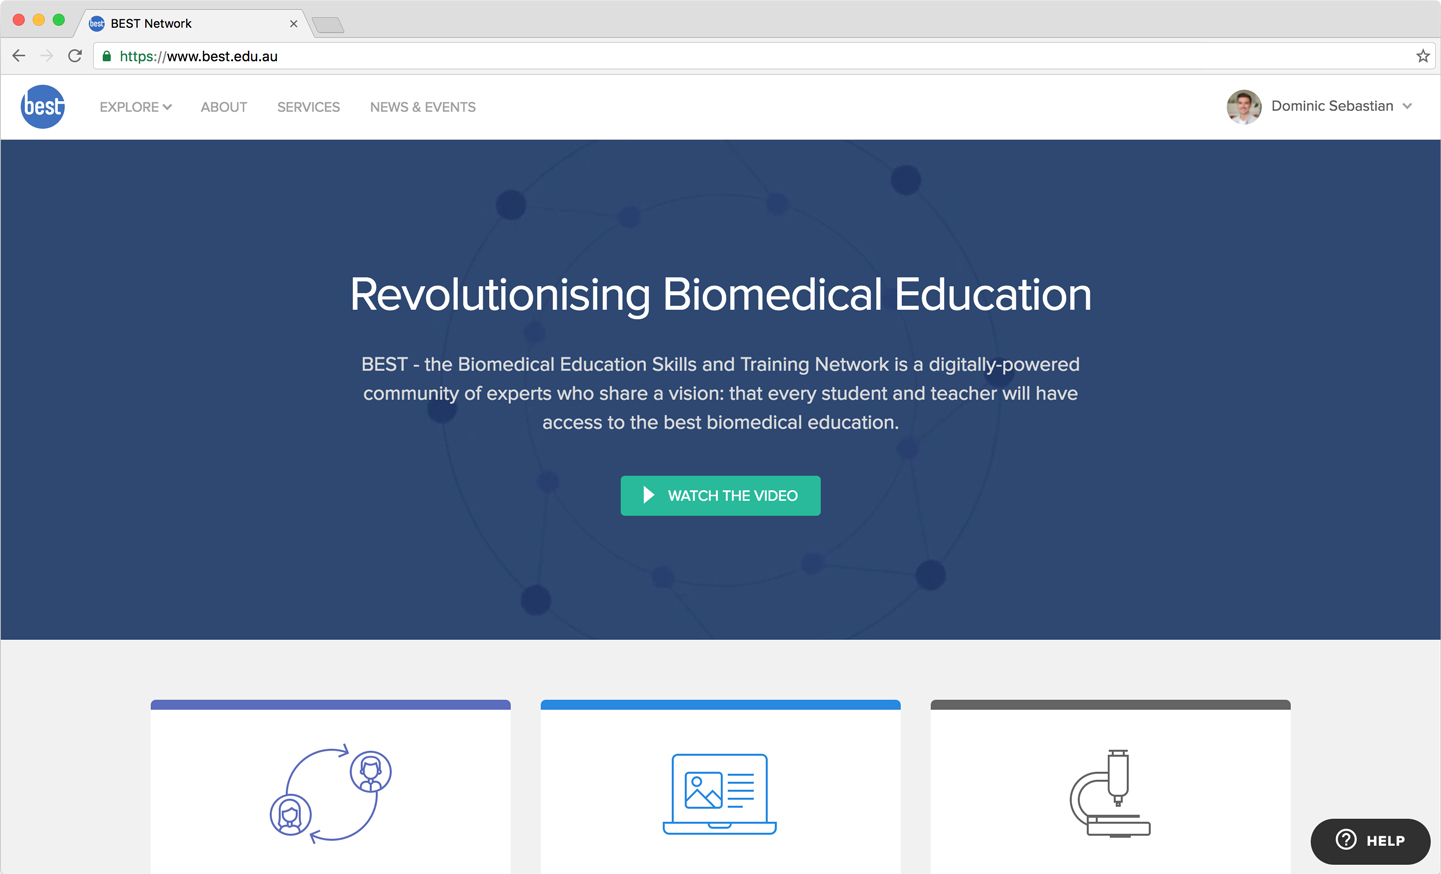 best BEST Network
https://www.best.edu.au
best EXPLORE ABOUT SERVICES NEWS & EVENTS Dominic Sebastian
Revolutionising Biomedical Education
BEST - the Biomedical Education Skills and Training Network is a digitally-powered
community of experts who share a vision: that every student and teacher will have
access to the best biomedical education.
WATCH THE VIDEO
? HELP